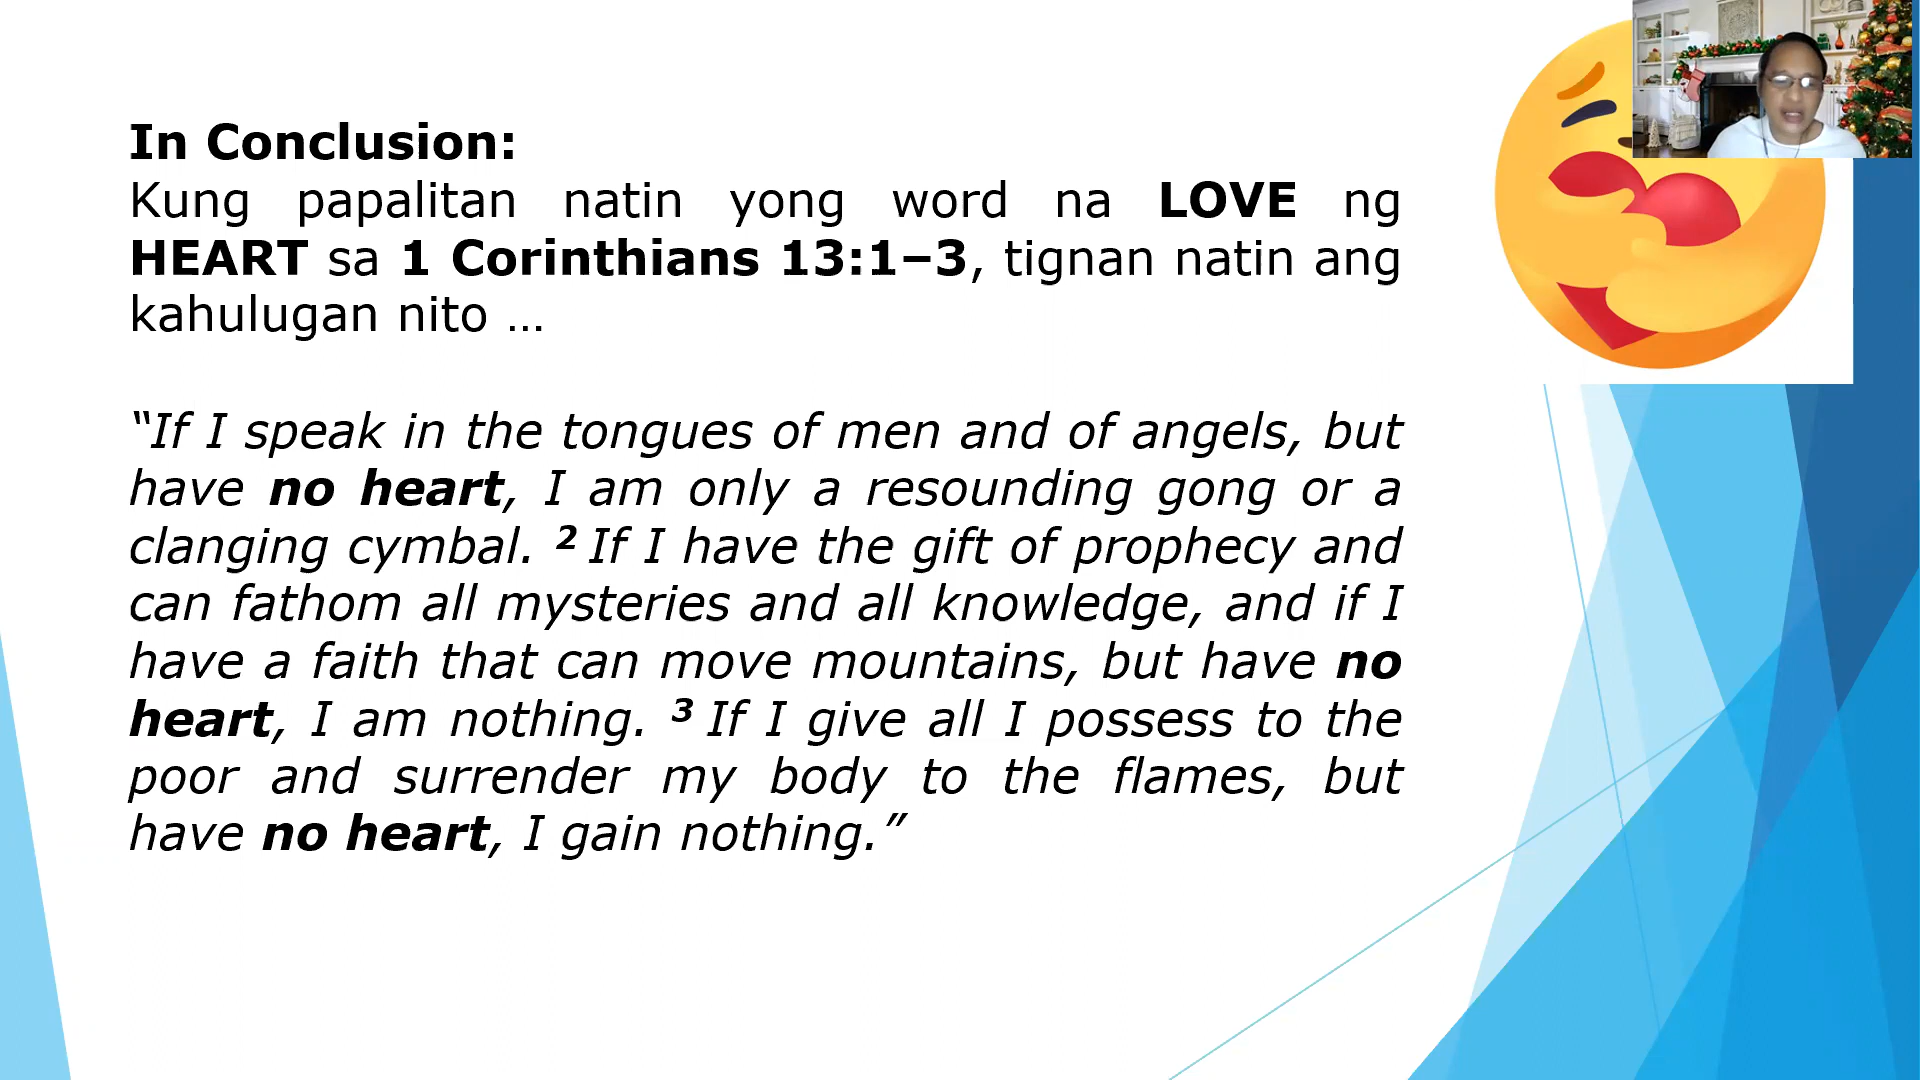 In Conclusion:
Kung papalitan natin yong word na LOVE ng
HEART sa 1 Corinthians 13:1–3, tignan natin ang
kahulugan nito …
“If I speak in the tongues of men and of angels, but
have no heart, I am only a resounding gong or a
clanging cymbal. ² If I have the gift of prophecy and
can fathom all mysteries and all knowledge, and if I
have a faith that can move mountains, but have no
heart, I am nothing. ³ If I give all I possess to the
poor and surrender my body to the flames, but
have no heart, I gain nothing.”